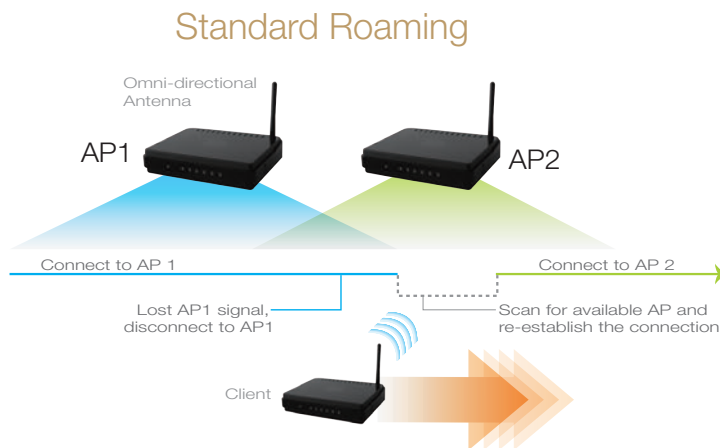 Standard Roaming
Omni-directional
Antenna
AP1
AP2
Connect to AP 1
Connect to AP 2
Lost AP1 signal,
disconnect to AP1
Scan for available AP and
re-establish the connection
Client